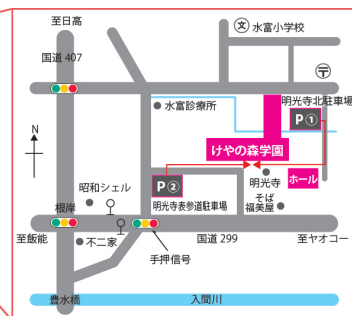 至日高
文 水富小学校
国道 407
〒
水富診療所
明光寺北駐車場
P①
N
けやの森学園
昭和シェル
P②
明光寺
ホール
明光寺表参道駐車場
そば
福美屋
根岸
至飯能
不二家
国道 299
至ヤオコー
手押信号
豊水橋
入間川